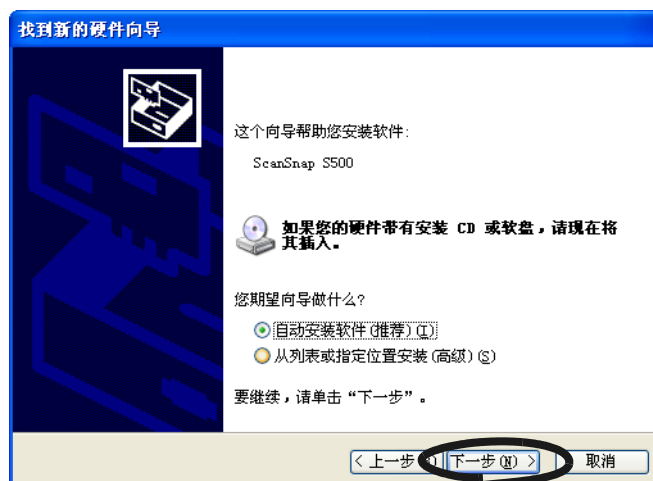 找到新的硬件向导
这个向导帮助您安装软件:
ScanSnap S500
如果您的硬件带有安装 CD 或软盘，请现在将
其插入。
您期望向导做什么?
自动安装软件(推荐)(I)
从列表或指定位置安装(高级)(S)
要继续，请单击“下一步”。
< 上一步 下一步(N) > 取消